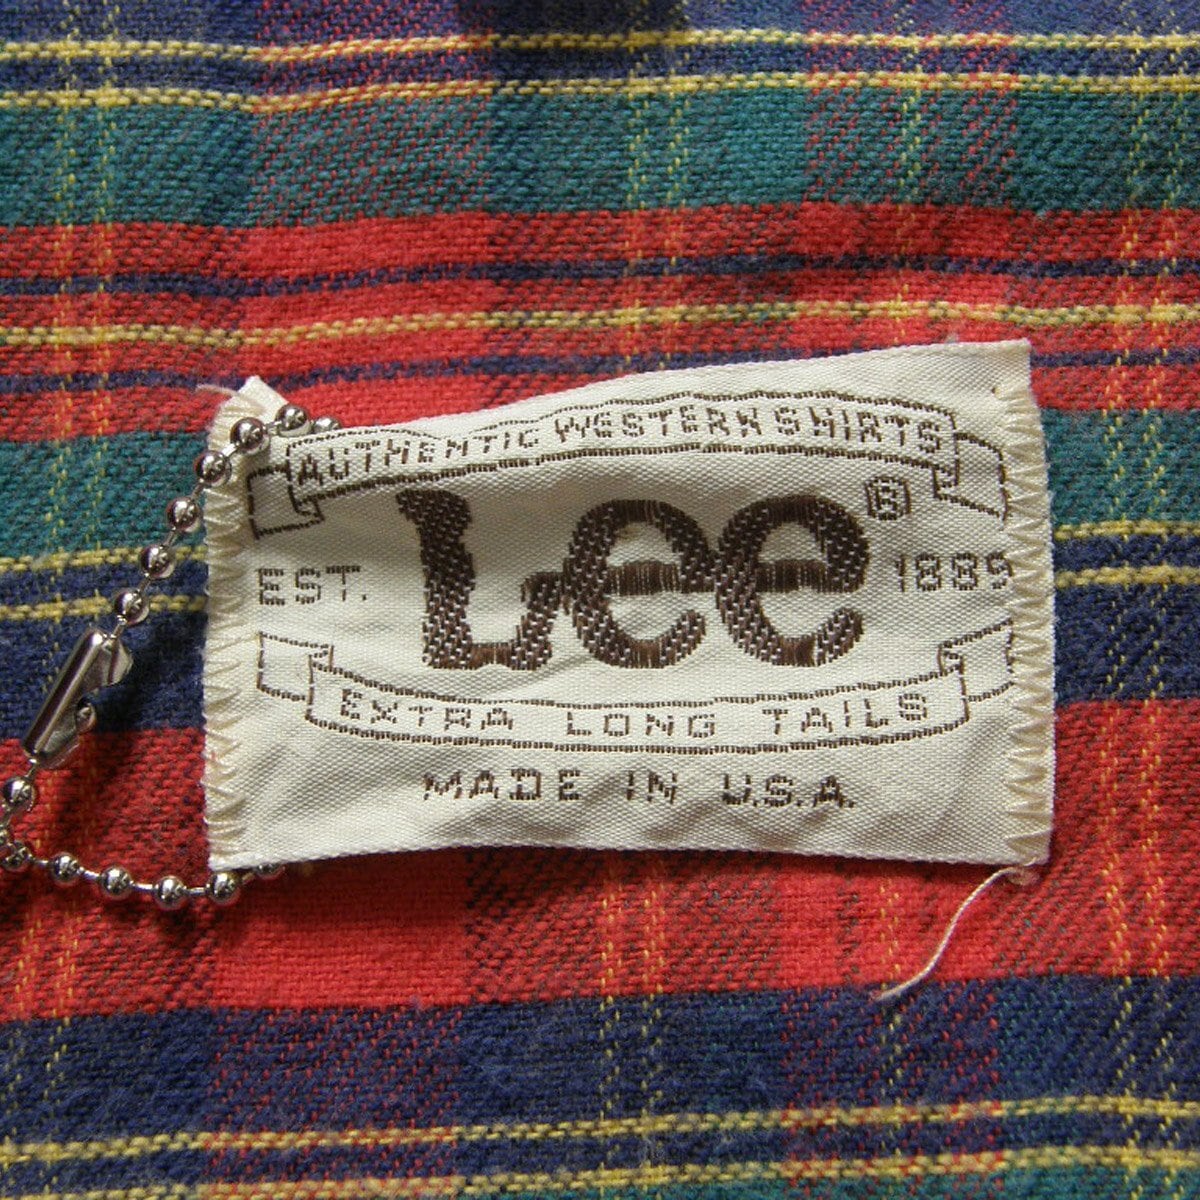 AUTHENTIC WESTERN SHIRTS
Lee®
EST. 1889
EXTRA LONG TAILS
MADE IN U.S.A.